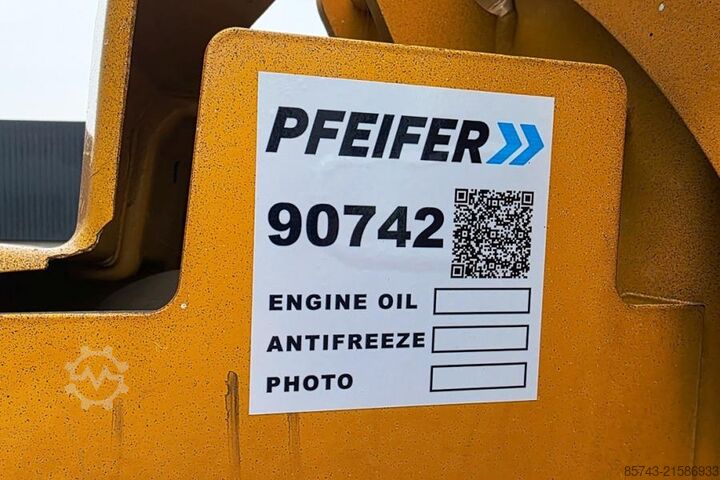 PFEIFER
90742
ENGINE OIL
ANTIFREEZE
PHOTO
85743-21586933